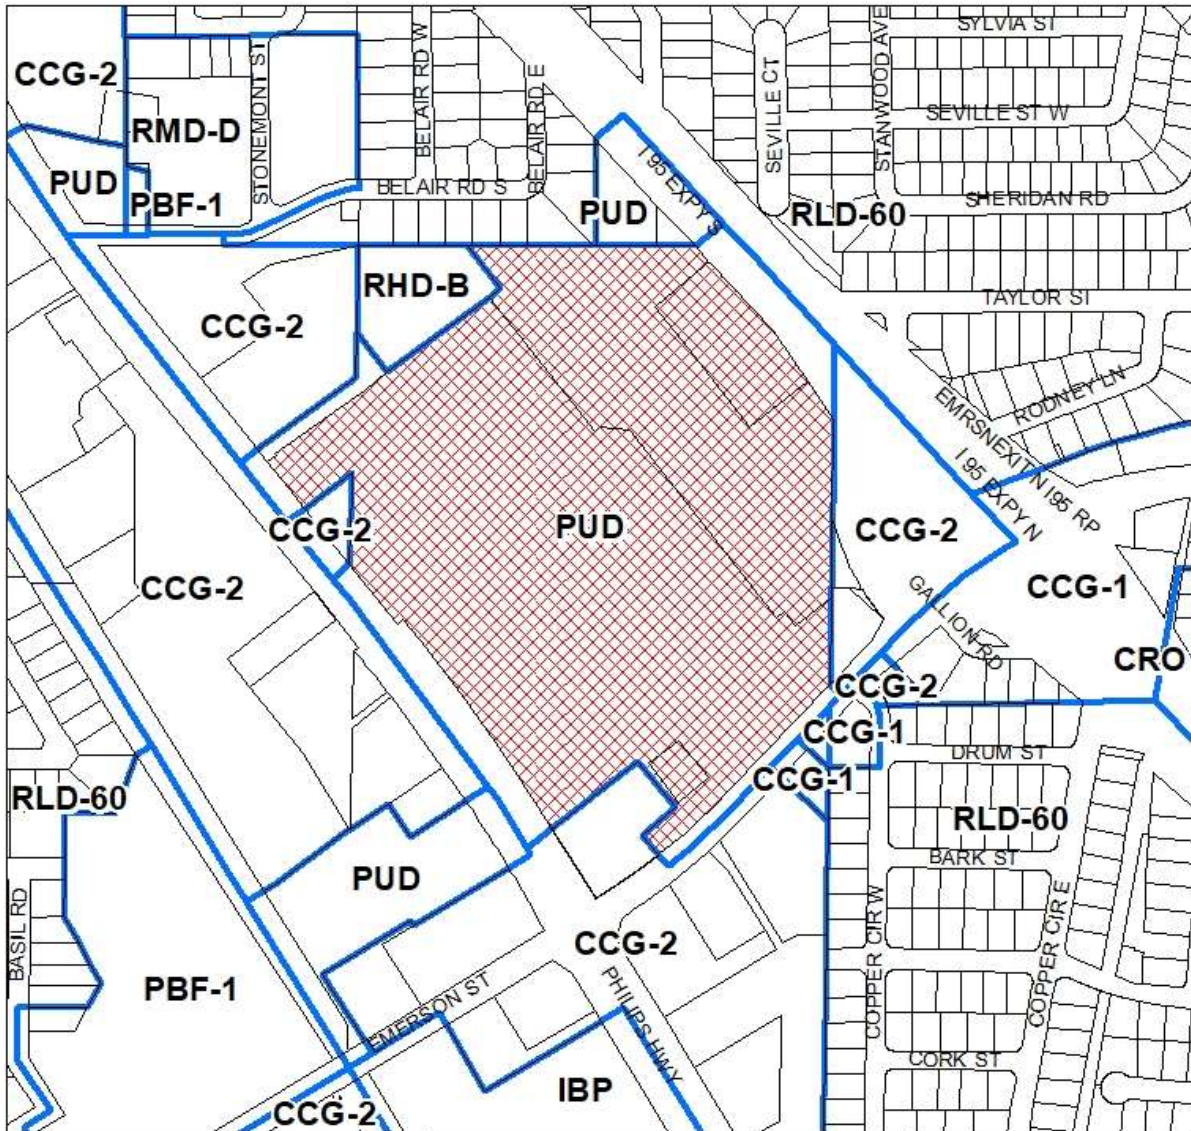 SYLVIA ST
CCG-2
STONEMONT ST
BELAIR RD W
BELAIR RD E
SEVILLE CT
STANWOOD AVE
SEVILLE ST W
RMD-D
I 95 EXPY S
PUD
BELAIR RD S
PBF-1
PUD
RLD-60
SHERIDAN RD
RHD-B
TAYLOR ST
CCG-2
RODNEY LN
EMRSNEXIT N I95 RP
I 95 EXPY N
CCG-2
PUD
CCG-2
CCG-2
CCG-1
GALLION RD
CRO
CCG-2
CCG-1
DRUM ST
CCG-1
RLD-60
RLD-60
BARK ST
PUD
BASIL RD
COPPER CIR W
COPPER CIR E
CCG-2
PBF-1
EMERSON ST
PHILIPS HWY
CORK ST
IBP
CCG-2